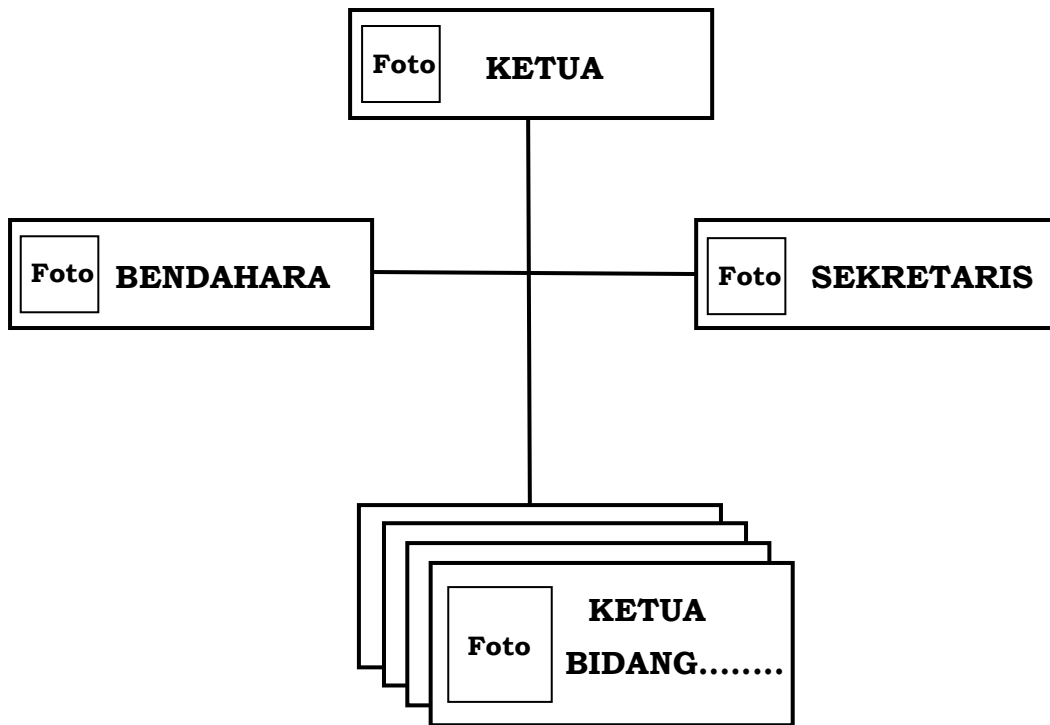 Foto KETUA
Foto BENDAHARA
Foto SEKRETARIS
Foto
KETUA
BIDANG........